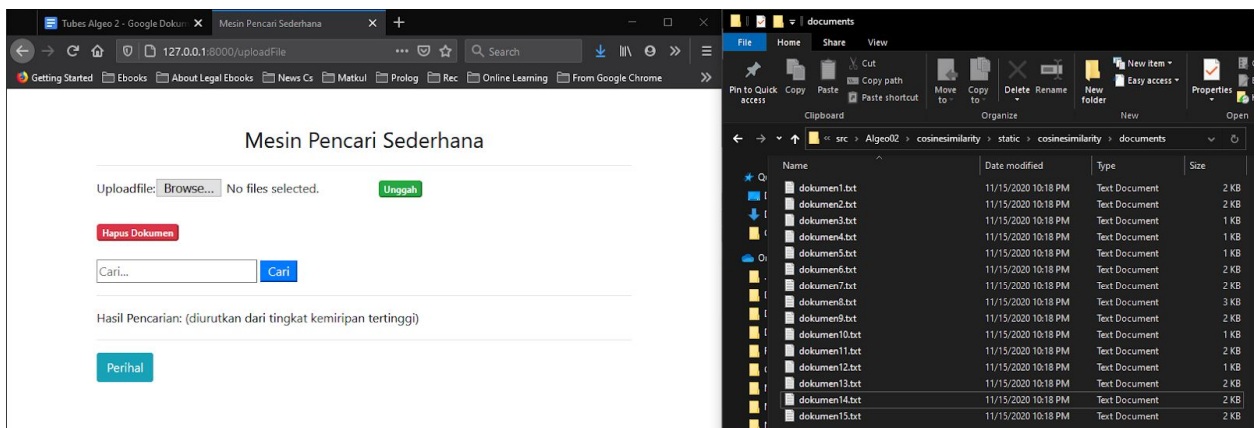 Tubes Algeo 2 - Google Dokum
Mesin Pencari Sederhana
127.0.0.1:8000/uploadFile
Search
Getting Started Ebooks About Legal Ebooks News Cs Matkul Prolog Rec Online Learning From Google Chrome
Mesin Pencari Sederhana
Uploadfile: Browse... No files selected. Unggah
Hapus Dokumen
Cari... Cari
Hasil Pencarian: (diurutkan dari tingkat kemiripan tertinggi)
Perihal
documents
File Home Share View
Pin to Quick access
Copy
Paste
Cut
Copy path
Paste shortcut
Move to
Copy to
Delete
Rename
New folder
New item
Easy access
Properties
Clipboard Organize New Open
« src › Algeo02 › cosinesimilarity › static › cosinesimilarity › documents
Name Date modified Type Size
dokumen1.txt 11/15/2020 10:18 PM Text Document 2 KB
dokumen2.txt 11/15/2020 10:18 PM Text Document 2 KB
dokumen3.txt 11/15/2020 10:18 PM Text Document 1 KB
dokumen4.txt 11/15/2020 10:18 PM Text Document 1 KB
dokumen5.txt 11/15/2020 10:18 PM Text Document 1 KB
dokumen6.txt 11/15/2020 10:18 PM Text Document 2 KB
dokumen7.txt 11/15/2020 10:18 PM Text Document 2 KB
dokumen8.txt 11/15/2020 10:18 PM Text Document 3 KB
dokumen9.txt 11/15/2020 10:18 PM Text Document 2 KB
dokumen10.txt 11/15/2020 10:18 PM Text Document 1 KB
dokumen11.txt 11/15/2020 10:18 PM Text Document 2 KB
dokumen12.txt 11/15/2020 10:18 PM Text Document 1 KB
dokumen13.txt 11/15/2020 10:18 PM Text Document 2 KB
dokumen14.txt 11/15/2020 10:18 PM Text Document 2 KB
dokumen15.txt 11/15/2020 10:18 PM Text Document 2 KB